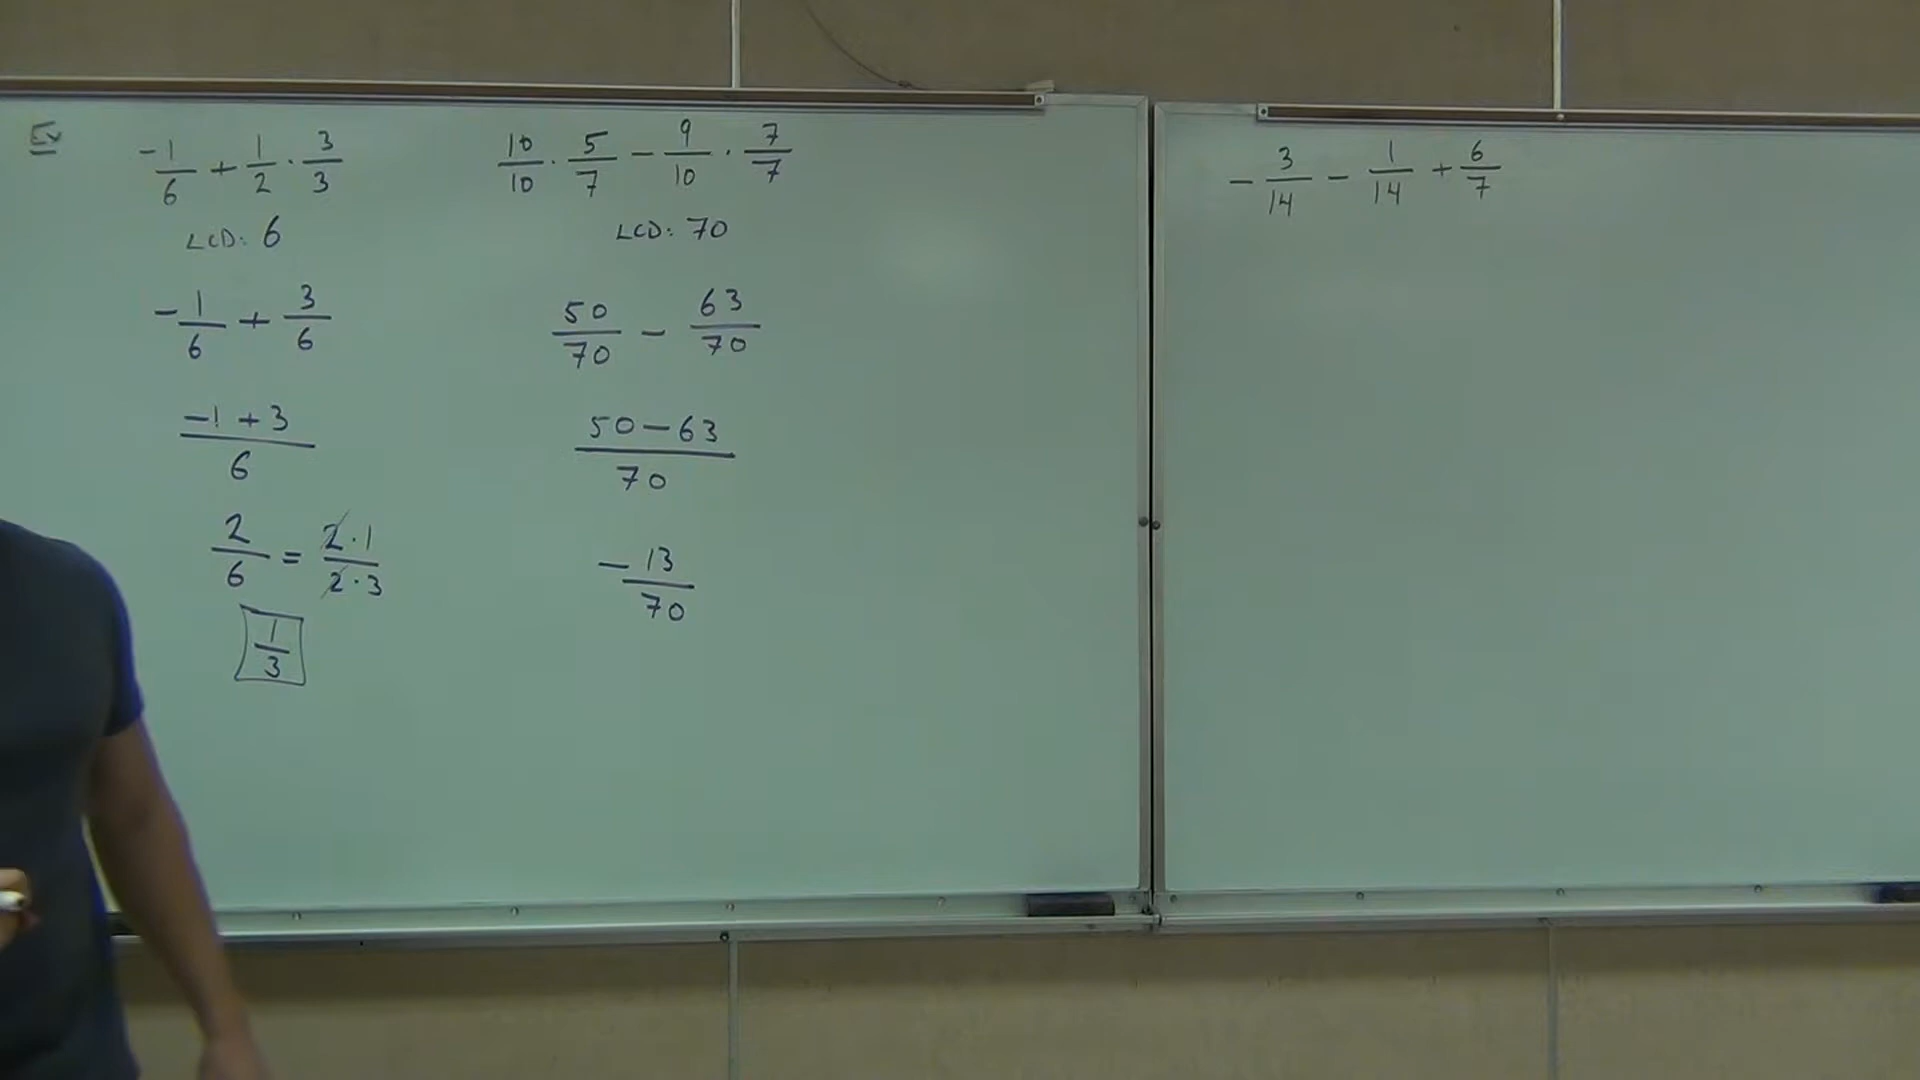 Ex
-1/6 + 1/2 · 3/3
LCD: 6
-1/6 + 3/6
-1+3/6
2/6 = 2·1/2·3
1/3
10/10 · 5/7 - 9/10 · 7/7
LCD: 70
50/70 - 63/70
50-63/70
-13/70
-3/14 - 1/14 + 6/7